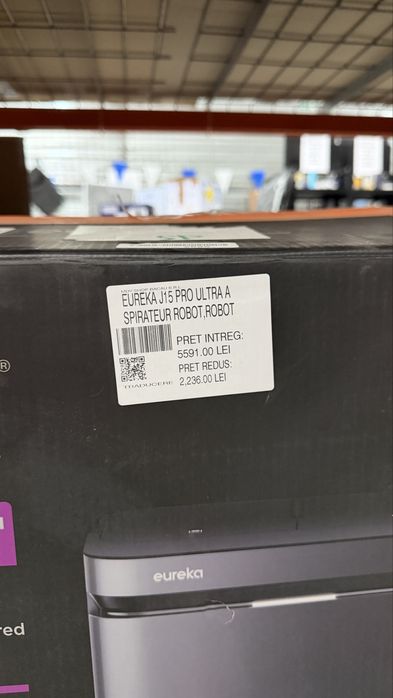 EUREKA J15 PRO ULTRA A
SPIRATEUR ROBOT,ROBOT
PRET INTREG:
5591.00 LEI
PRET REDUS:
2,236.00 LEI
TRADUCERE
®
eureka
red